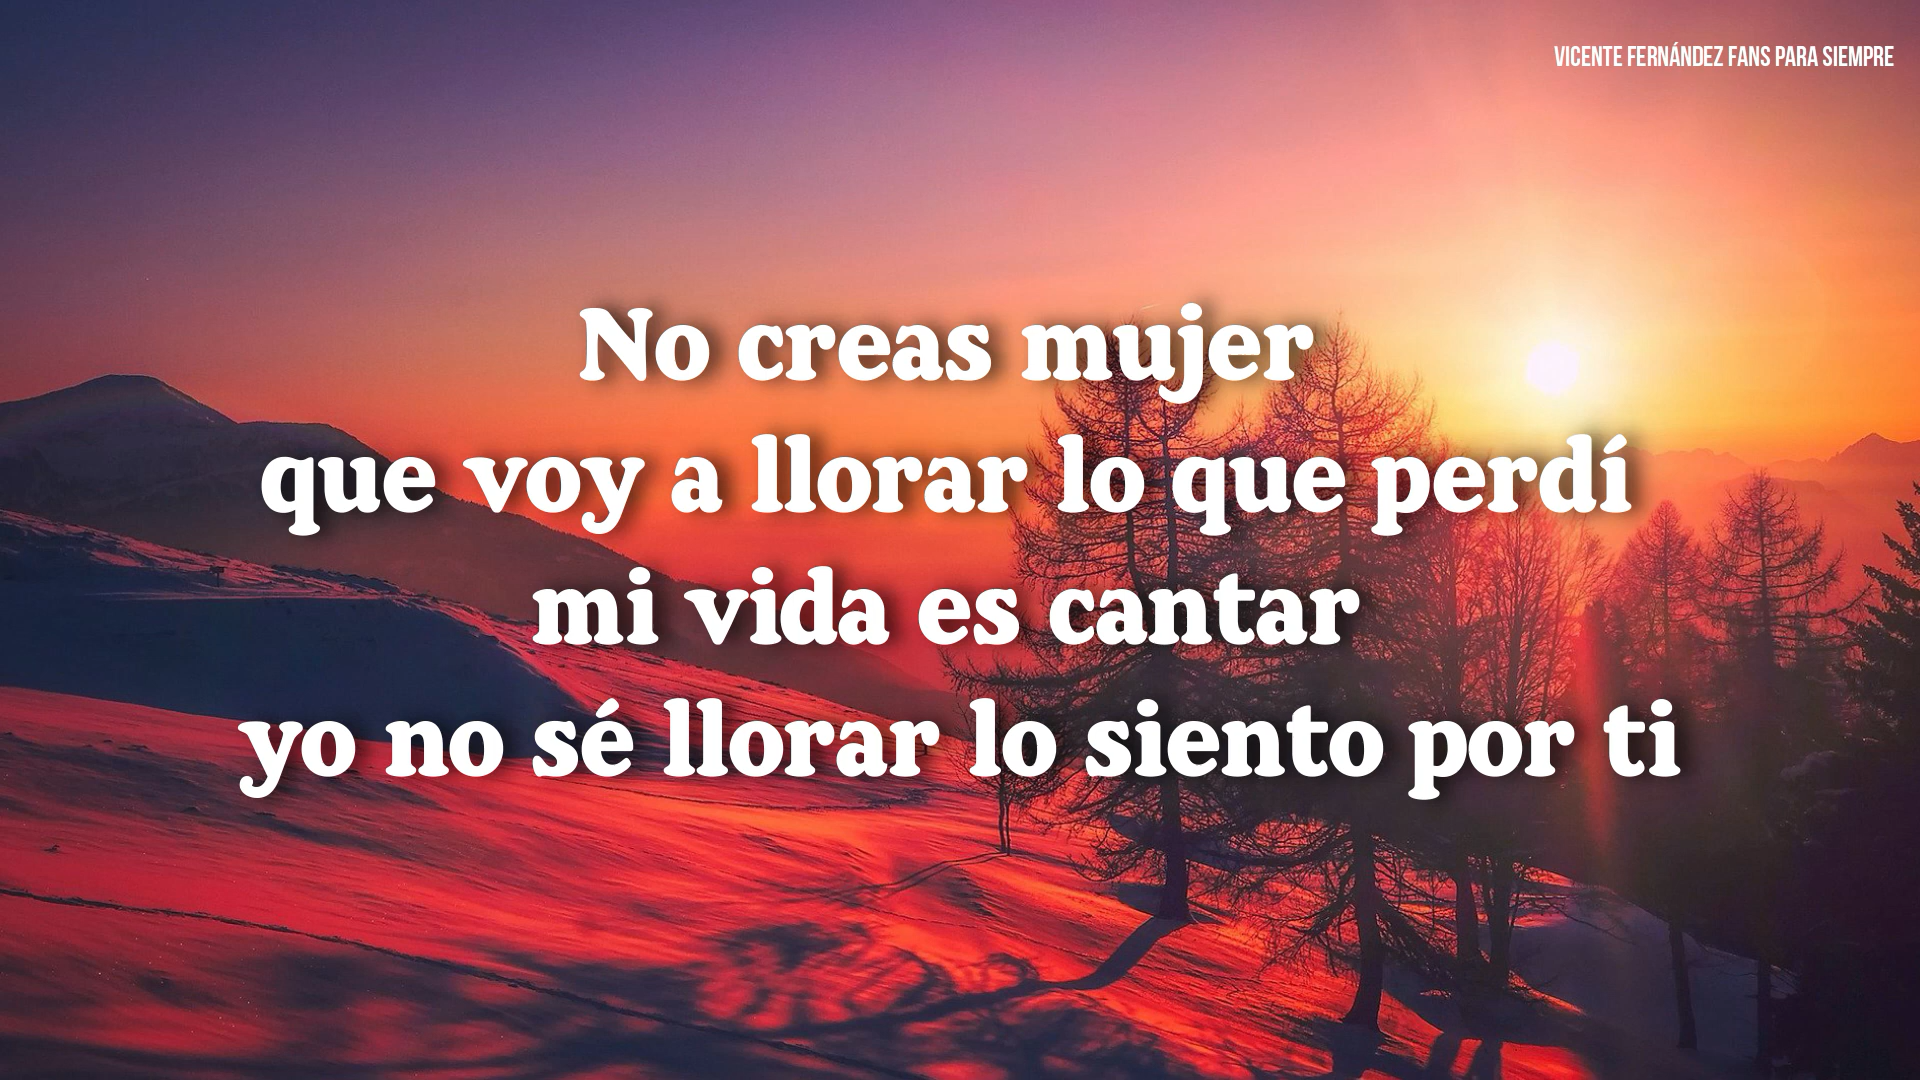 VICENTE FERNÁNDEZ FANS PARA SIEMPRE
No creas mujer
que voy a llorar lo que perdí
mi vida es cantar
yo no sé llorar lo siento por ti